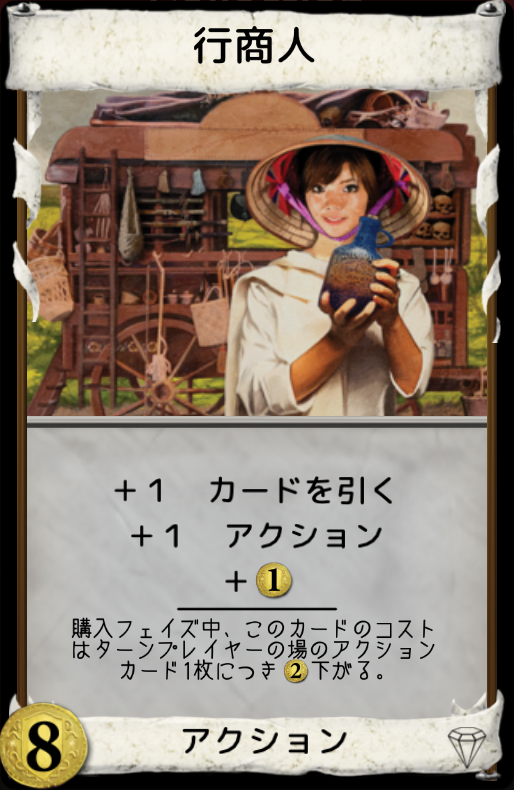 行商人
＋１　カードを引く
＋１　アクション
＋1
購入フェイズ中、このカードのコスト
はターンプレイヤーの場のアクション
カード1枚につき2下がる。
8 アクション